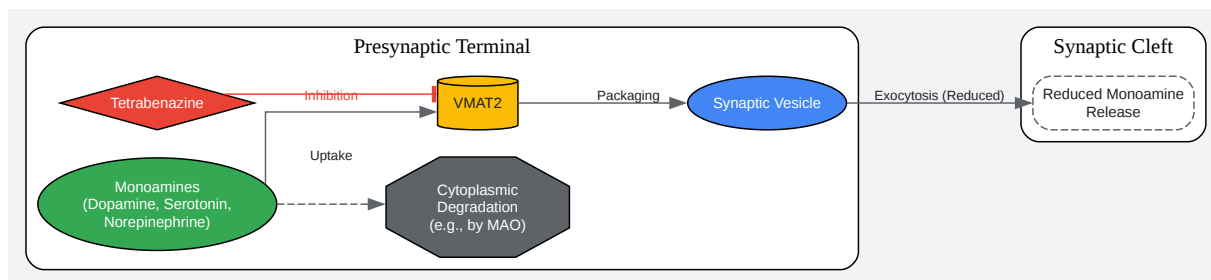 Presynaptic Terminal
Synaptic Cleft
Tetrabenazine
Inhibition
VMAT2
Packaging
Synaptic Vesicle
Exocytosis (Reduced)
Reduced Monoamine
Release
Uptake
Monoamines
(Dopamine, Serotonin,
Norepinephrine)
Cytoplasmic
Degradation
(e.g., by MAO)